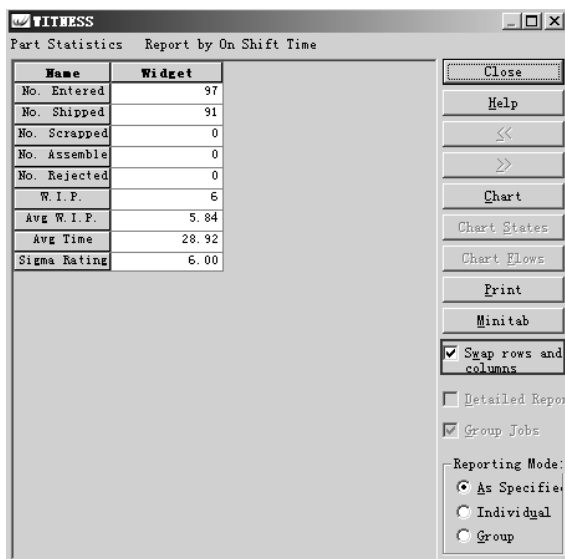 WITNESS
Part Statistics Report by On Shift Time
Name Widget
No. Entered 97
No. Shipped 91
No. Scrapped 0
No. Assemble 0
No. Rejected 0
W.I.P. 6
Avg W.I.P. 5.84
Avg Time 28.92
Sigma Rating 6.00
Close
Help
<<
>>
Chart
Chart States
Chart Flows
Print
Minitab
Swap rows and
columns
Detailed Repor
Group Jobs
Reporting Mode:
As Specifie
Individual
Group